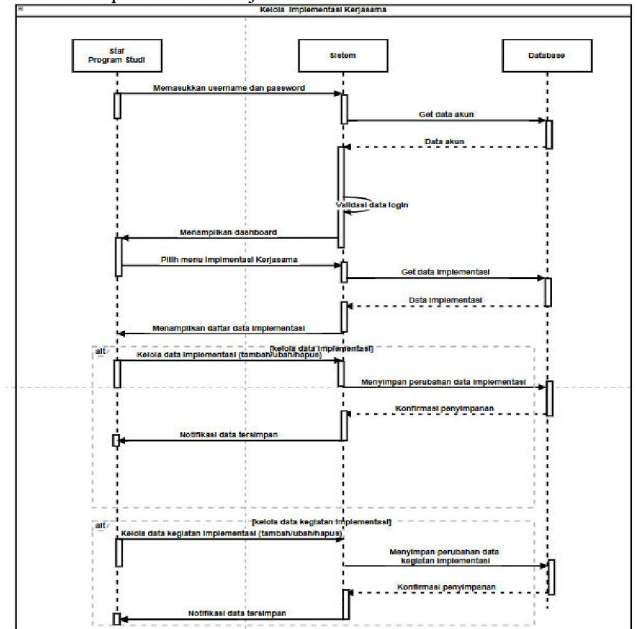 Kelola Implementasi Kerjasama
Staf
Program Studi
Sistem
Database
Memasukkan username dan password
Get data akun
Data akun
Validasi data login
Menampilkan dashboard
Pilih menu Implmentasi Kerjasama
Get data Implementasi
Data Implementasi
Menampilkan daftar data Implementasi
alt
[kelola data Implementasi]
Kelola data Implementasi (tambah/ubah/hapus)
Menyimpan perubahan data Implementasi
Konfirmasi penyimpanan
Notifikasi data tersimpan
alt
[kelola data kegiatan Implementasi]
Kelola data kegiatan Implementasi (tambah/ubah/hapus)
Menyimpan perubahan data
kegiatan Implementasi
Konfirmasi penyimpanan
Notifikasi data tersimpan